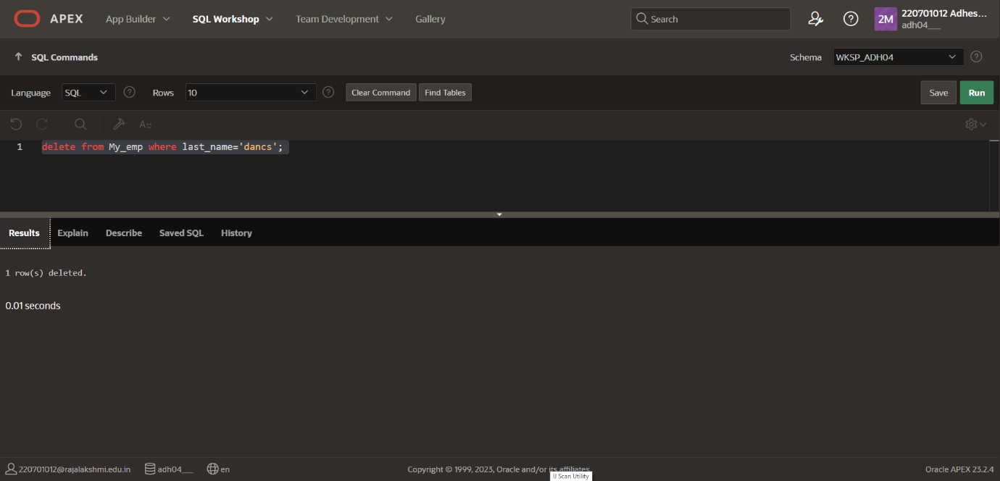 APEX App Builder SQL Workshop Team Development Gallery Search 2M 220701012 Adhes...
adh04___
SQL Commands Schema WKSP_ADH04
Language SQL Rows 10 Clear Command Find Tables Save Run
A::
1 delete from My_emp where last_name='dancs';
Results Explain Describe Saved SQL History
1 row(s) deleted.
0.01 seconds
220701012@rajalakshmi.edu.in adh04___ en Copyright © 1999, 2023, Oracle and/or its affiliates. Oracle APEX 23.2.4
U Scan Utility